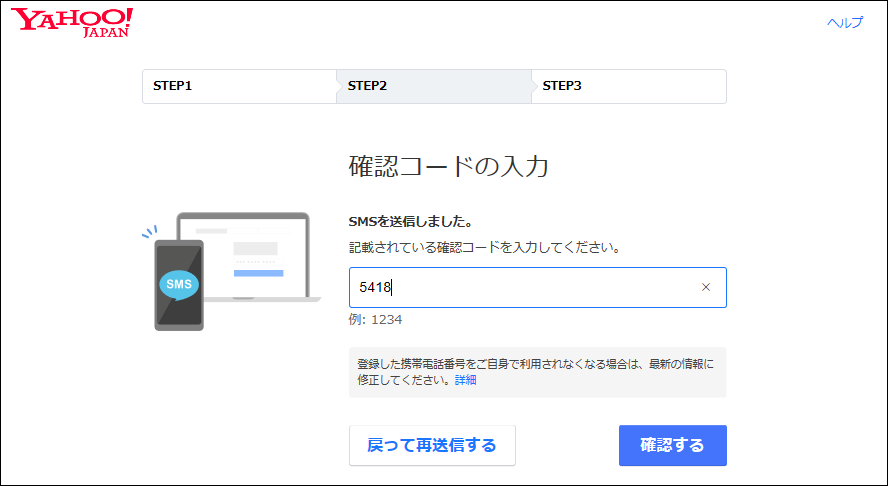 YAHOO!
JAPAN
ヘルプ
STEP1
STEP2
STEP3
確認コードの入力
SMSを送信しました。
記載されている確認コードを入力してください。
SMS
5418
例: 1234
登録した携帯電話番号をご自身で利用されなくなる場合は、最新の情報に
修正してください。詳細
戻って再送信する
確認する